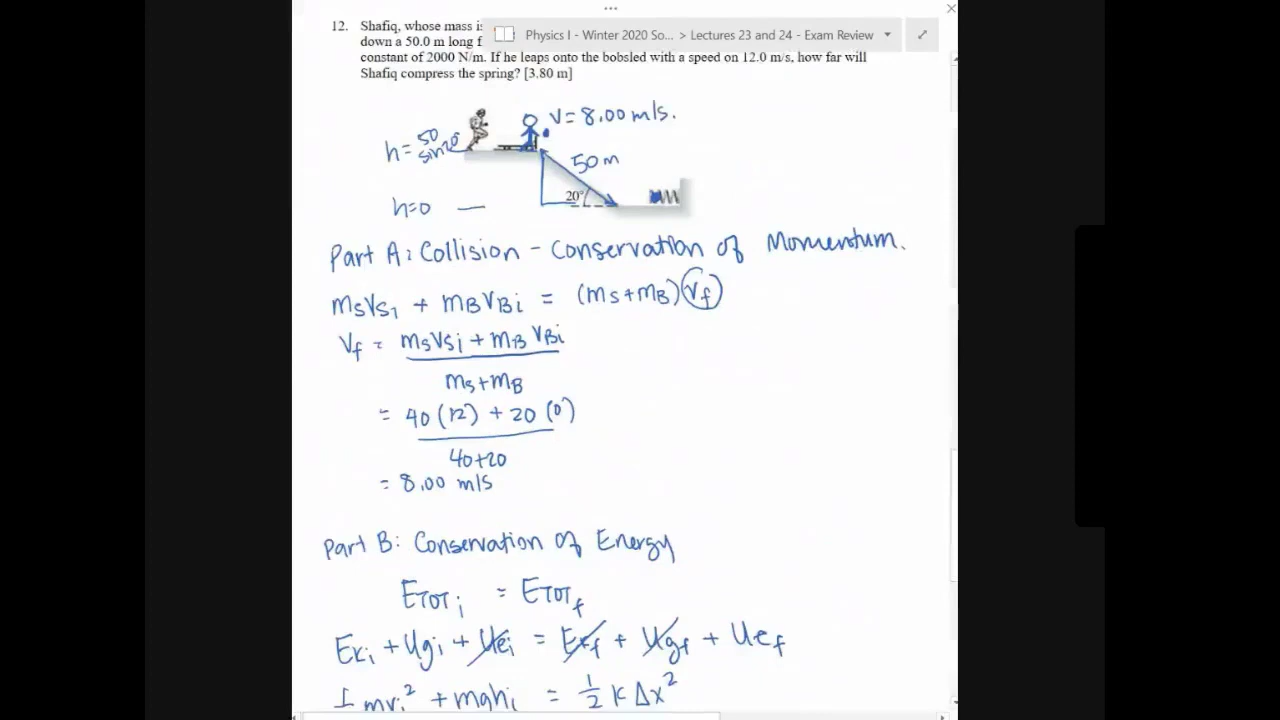 12. Shafiq, whose mass is
Physics I - Winter 2020 So... > Lectures 23 and 24 - Exam Review
down a 50.0 m long f
constant of 2000 N/m. If he leaps onto the bobsled with a speed on 12.0 m/s, how far will
Shafiq compress the spring? [3.80 m]
V = 8.00 m/s.
h = 50 sin20°
50 m
20°
h=0
Part A: Collision - Conservation of Momentum.
mSVS1 + mBVBi = (mS+mB)(Vf)
Vf = mSVSi + mBVBi
mS+mB
= 40 (12) + 20 (0)
40+20
= 8.00 m/s
Part B: Conservation of Energy
ETOTi = ETOTf
EKi + Ugi + Uei = EKf + Ugf + Uef
1 mvi² + mghi = 1/2 k Δx²